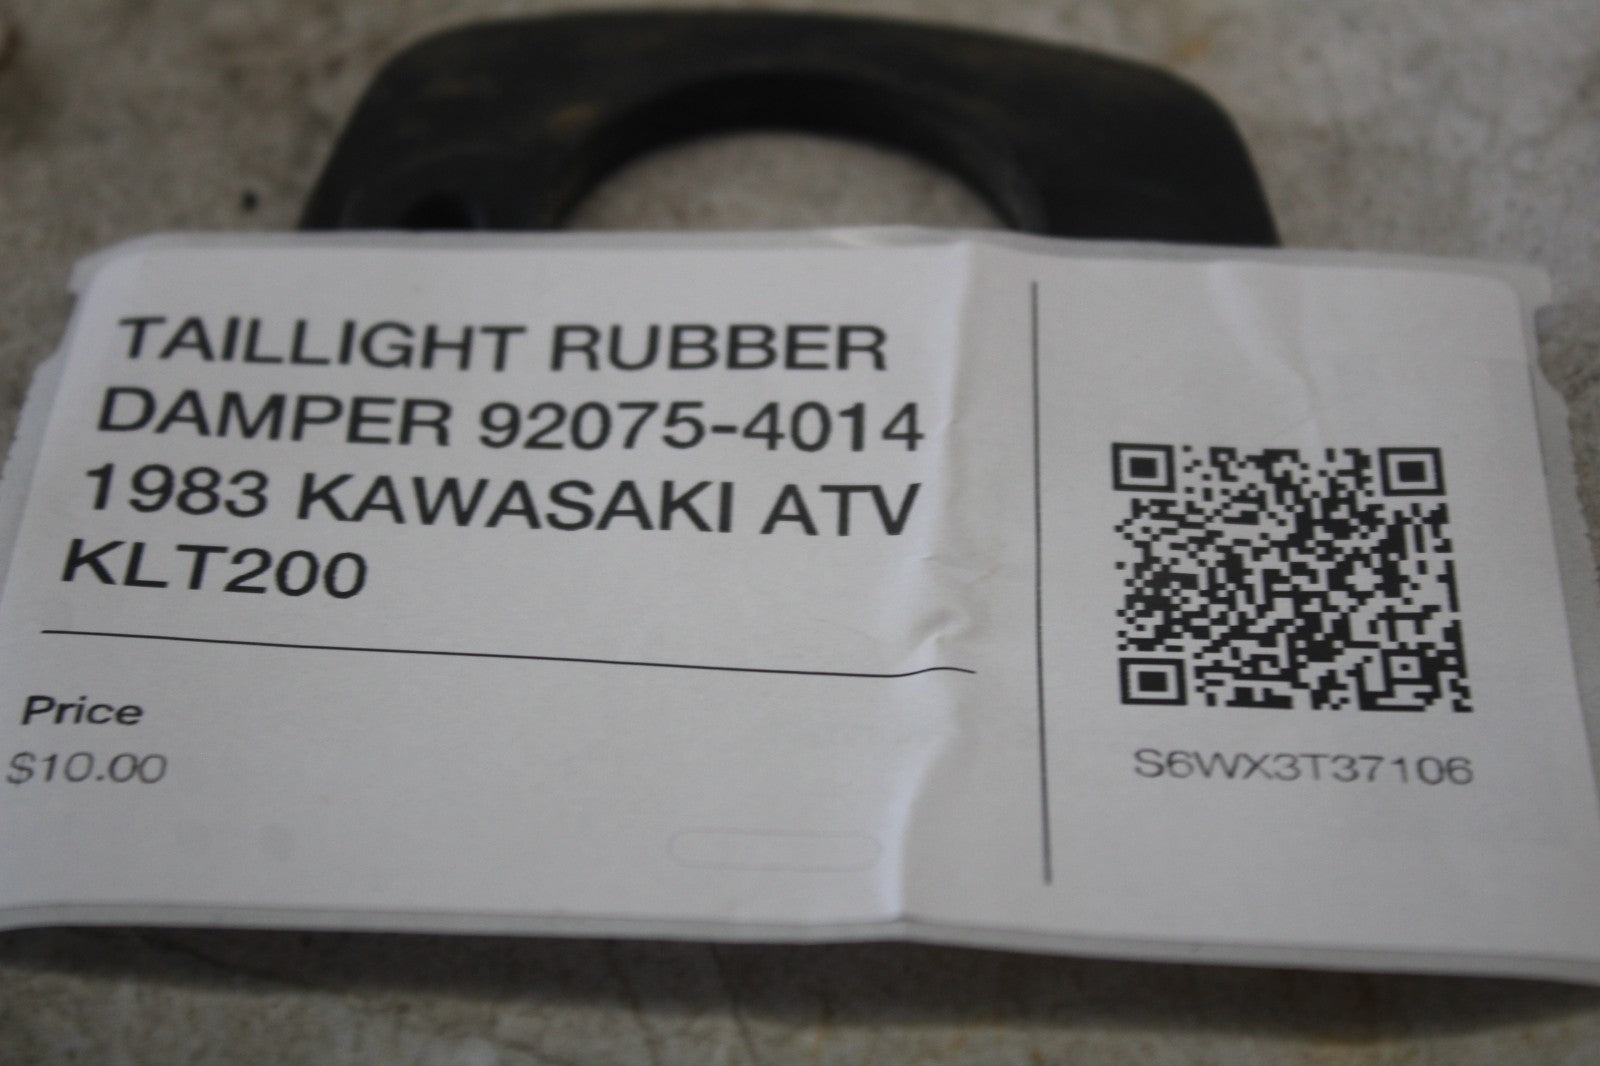 TAILLIGHT RUBBER
DAMPER 92075-4014
1983 KAWASAKI ATV
KLT200
Price
$10.00
S6WX3T37106